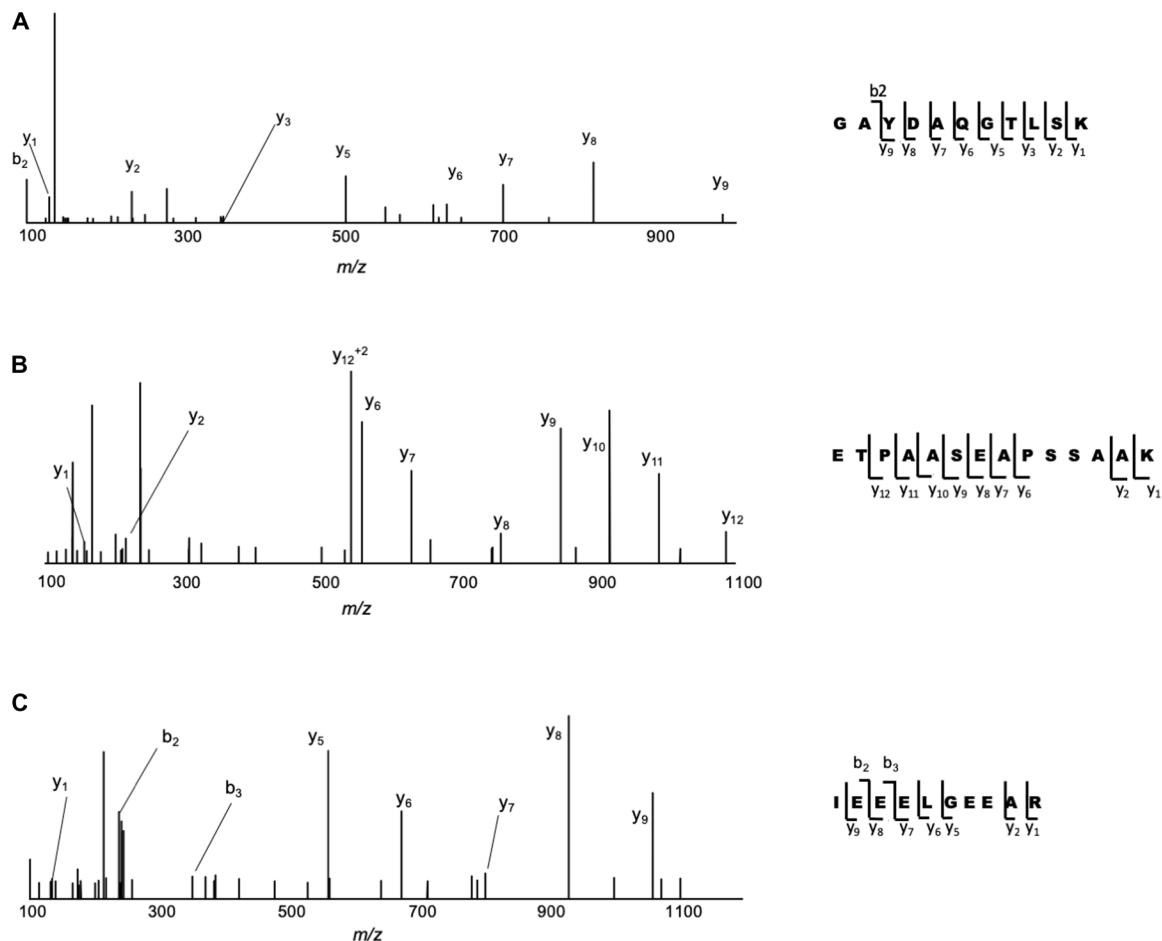 A
y3
b2
y1
b2
y2
y5
y6
y7
y8
y9
G A Y D A Q G T L S K
y9 y8 y7 y6 y5 y3 y2 y1
100 300 500 700 900
m/z
B
y12+2
y1
y2
y6
y7
y8
y9
y10
y11
y12
E T P A A S E A P S S A A K
y12 y11 y10 y9 y8 y7 y6 y2 y1
100 300 500 700 900 1100
m/z
C
y1
b2
b3
y5
y6
y7
y8
y9
b2 b3
I E E E L G E E A R
y9 y8 y7 y6 y5 y2 y1
100 300 500 700 900 1100
m/z